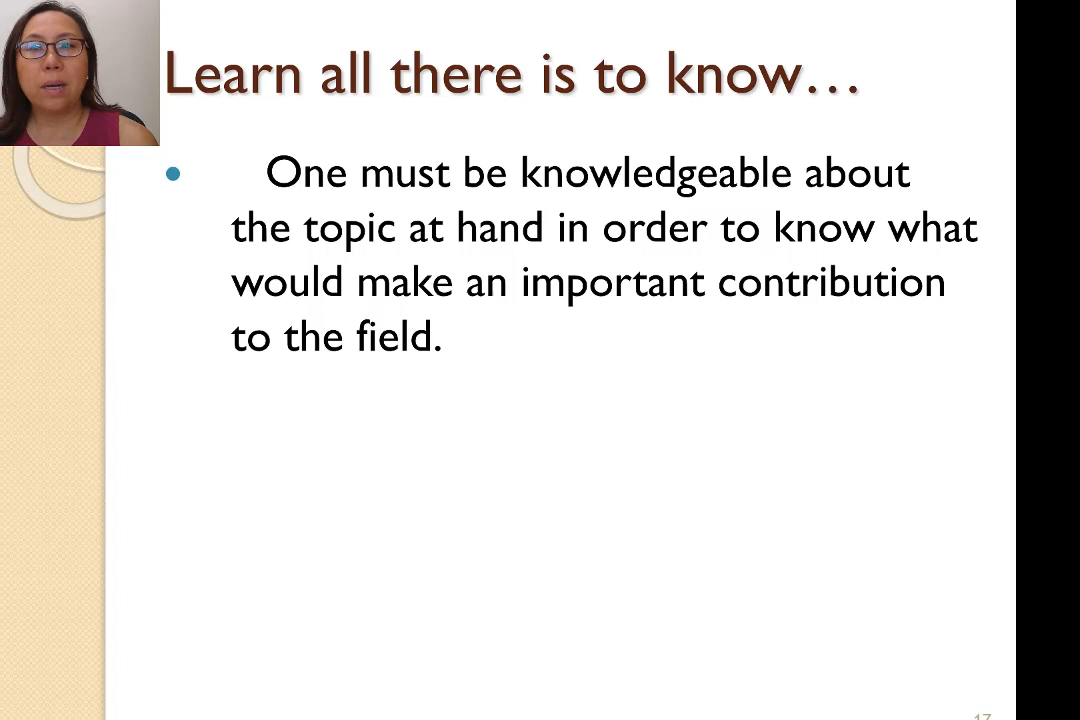 Learn all there is to know…
• One must be knowledgeable about
the topic at hand in order to know what
would make an important contribution
to the field.
17